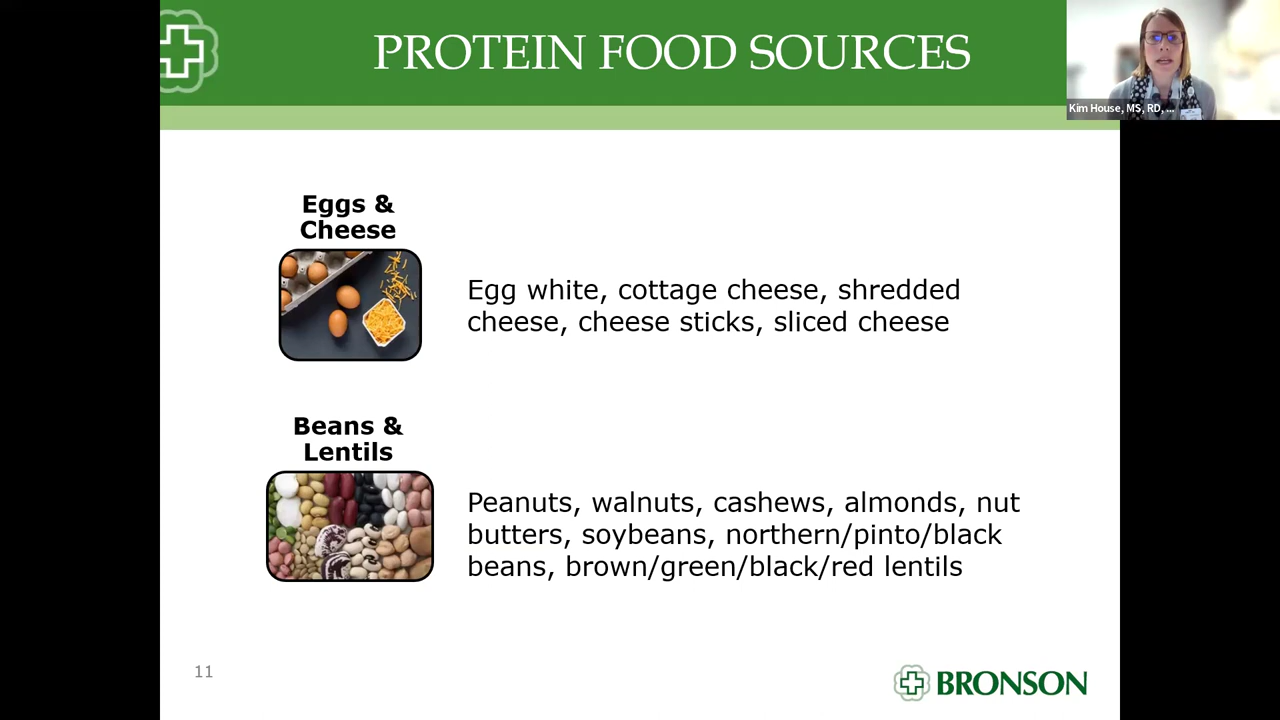 PROTEIN FOOD SOURCES
Kim House, MS, RD, ...
Eggs &
Cheese
Egg white, cottage cheese, shredded
cheese, cheese sticks, sliced cheese
Beans &
Lentils
Peanuts, walnuts, cashews, almonds, nut
butters, soybeans, northern/pinto/black
beans, brown/green/black/red lentils
11
BRONSON